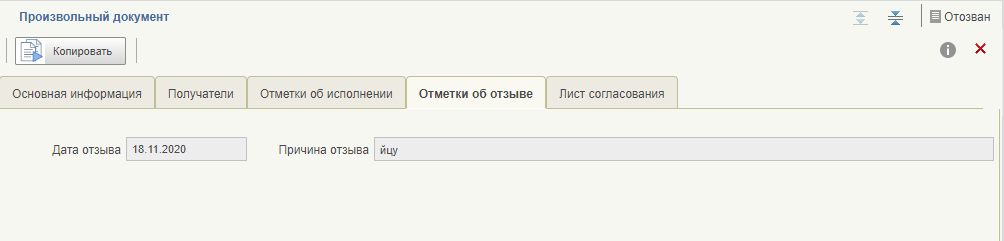 Произвольный документ
Отозван
Копировать
Основная информация Получатели Отметки об исполнении Отметки об отзыве Лист согласования
Дата отзыва 18.11.2020 Причина отзыва йцу